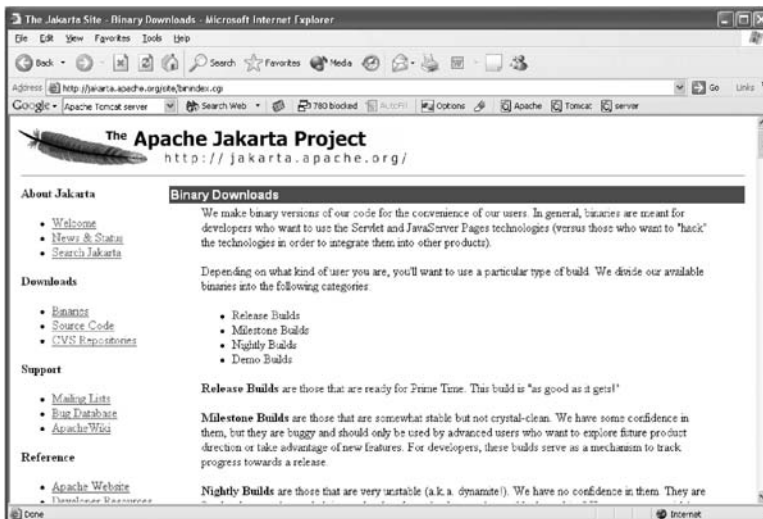 The Jakarta Site - Binary Downloads - Microsoft Internet Explorer
File Edit View Favorites Tools Help
Back Search Favorites Media
Address http://jakarta.apache.org/site/binindex.cgi Go Links
Google Apache Tomcat server Search Web 780 blocked AutoFill Options Apache Tomcat server
The Apache Jakarta Project
http://jakarta.apache.org/
About Jakarta
Welcome
News & Status
Search Jakarta
Downloads
Binaries
Source Code
CVS Repositories
Support
Mailing Lists
Bug Database
ApacheWiki
Reference
Apache Website
Developer Resources
Binary Downloads
We make binary versions of our code for the convenience of our users. In general, binaries are meant for
developers who want to use the Servlet and JavaServer Pages technologies (versus those who want to "hack"
the technologies in order to integrate them into other products).
Depending on what kind of user you are, you'll want to use a particular type of build. We divide our available
binaries into the following categories:
Release Builds
Milestone Builds
Nightly Builds
Demo Builds
Release Builds are those that are ready for Prime Time. This build is "as good as it gets!"
Milestone Builds are those that are somewhat stable but not crystal-clean. We have some confidence in
them, but they are buggy and should only be used by advanced users who want to explore future product
direction or take advantage of new features. For developers, these builds serve as a mechanism to track
progress towards a release.
Nightly Builds are those that are very unstable (a.k.a. dynamite!). We have no confidence in them. They are
Done Internet